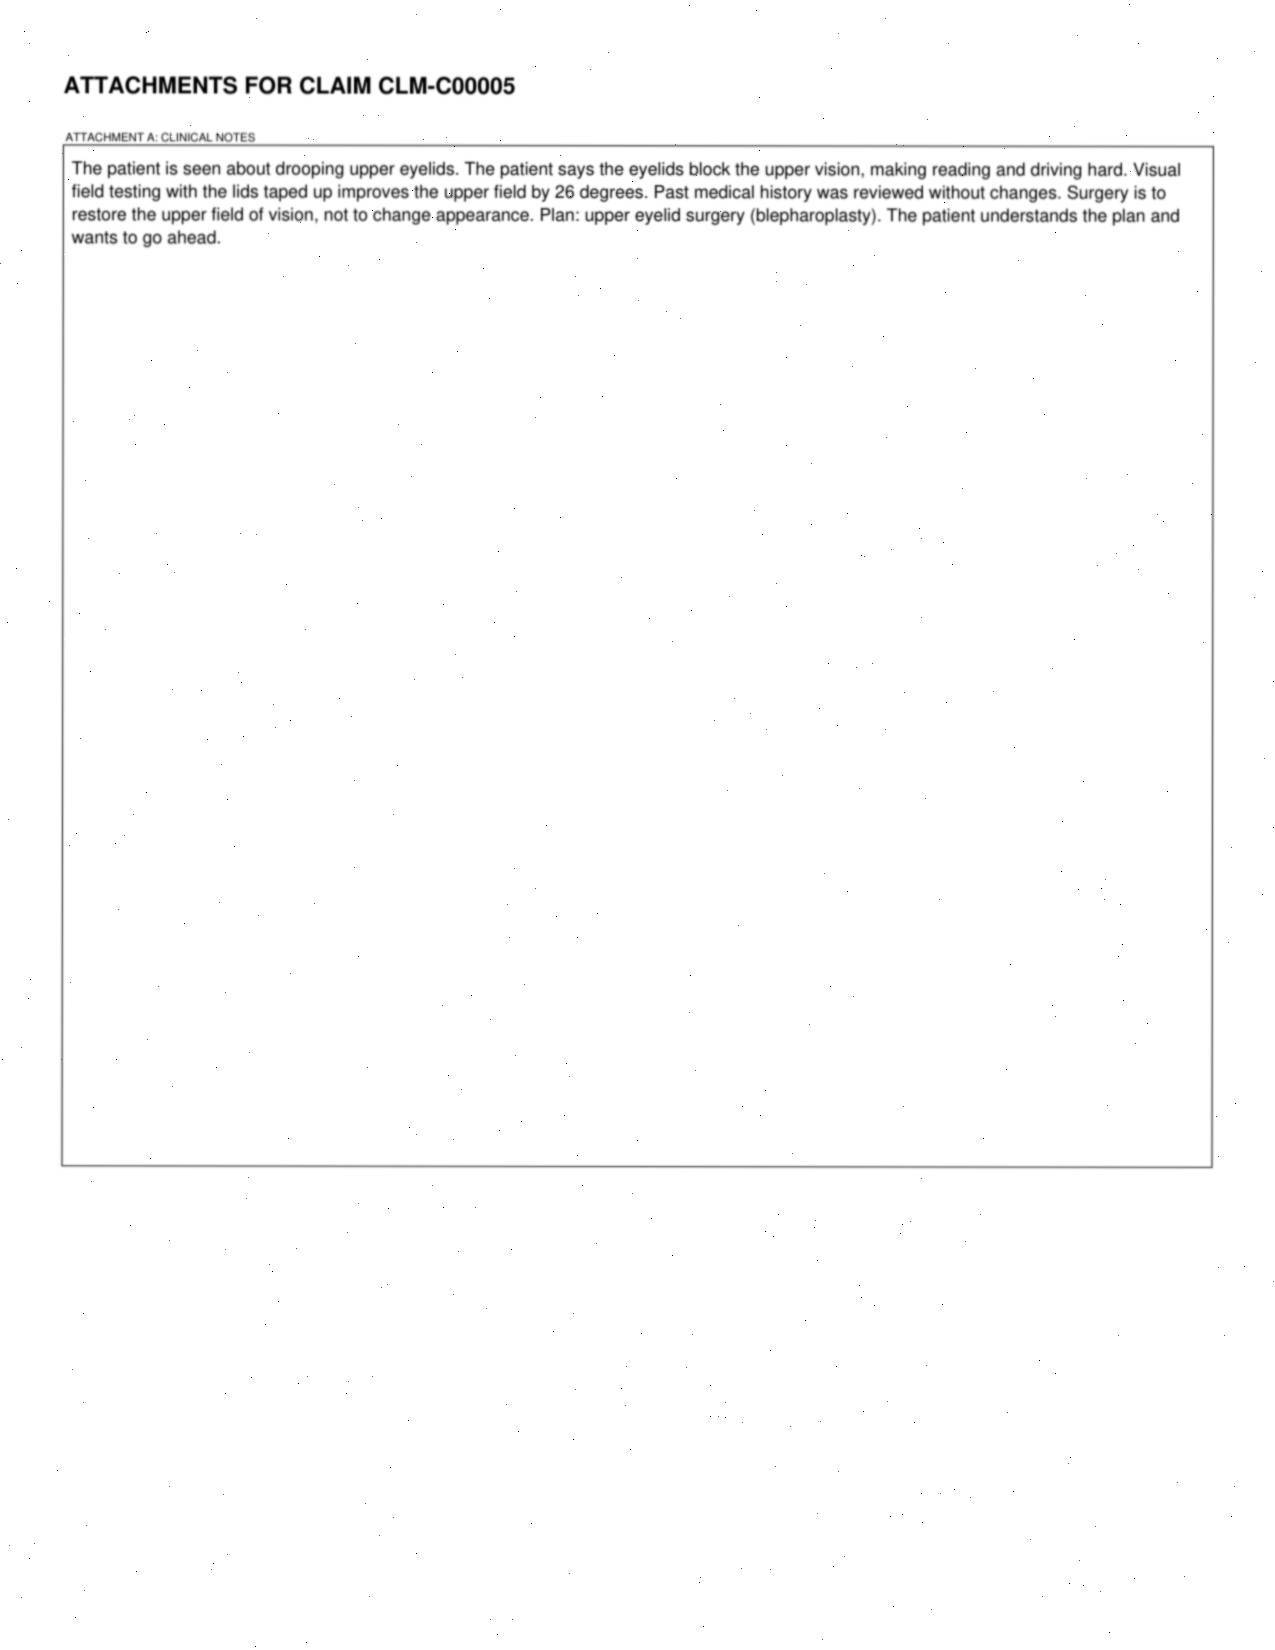 ATTACHMENTS FOR CLAIM CLM-C00005
ATTACHMENT A: CLINICAL NOTES
The patient is seen about drooping upper eyelids. The patient says the eyelids block the upper vision, making reading and driving hard. Visual
field testing with the lids taped up improves the upper field by 26 degrees. Past medical history was reviewed without changes. Surgery is to
restore the upper field of vision, not to change appearance. Plan: upper eyelid surgery (blepharoplasty). The patient understands the plan and
wants to go ahead.